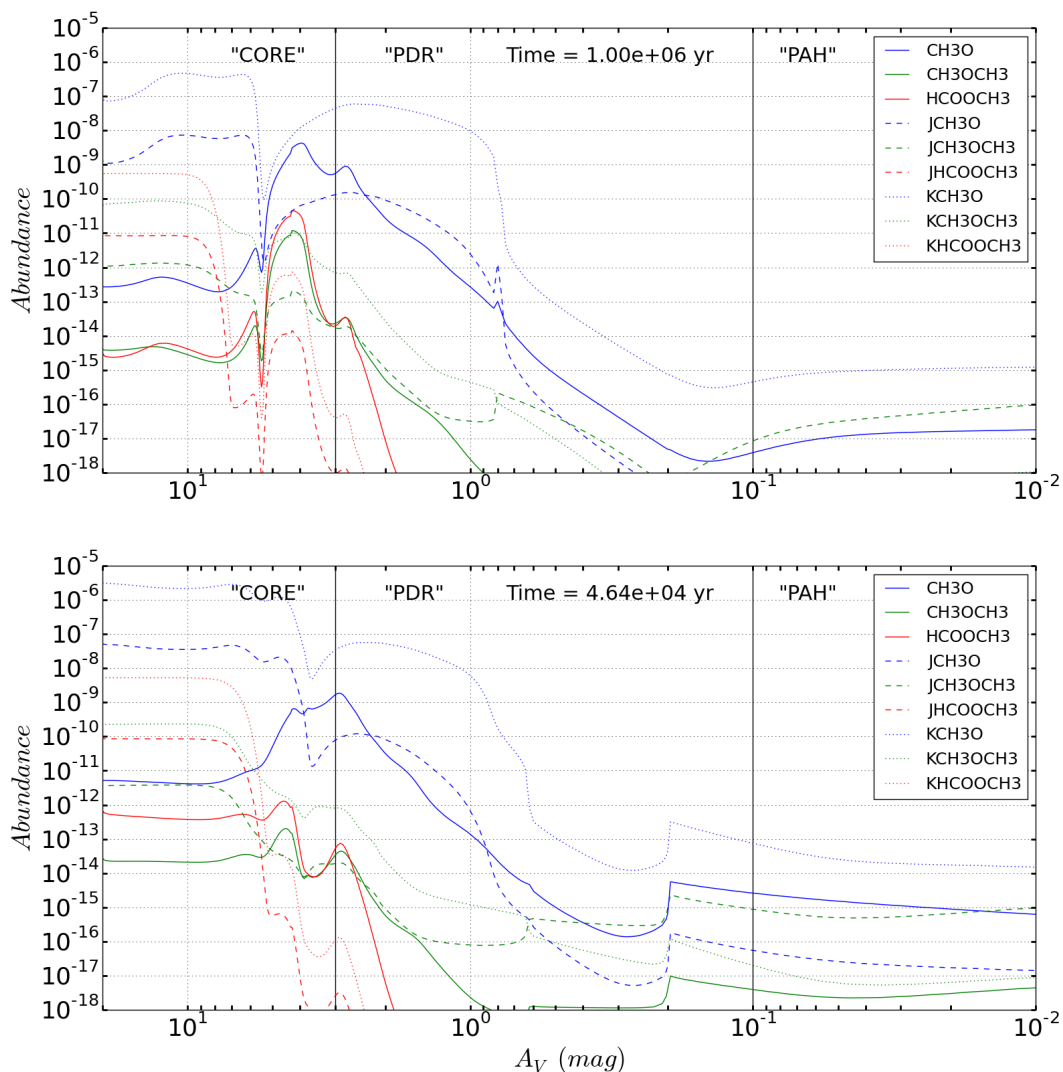 10^-5
"CORE" "PDR" Time = 1.00e+06 yr "PAH"
10^-6
10^-7
10^-8
10^-9
10^-10
10^-11
10^-12
10^-13
10^-14
10^-15
10^-16
10^-17
10^-18
Abundance
CH3O
CH3OCH3
HCOOCH3
JCH3O
JCH3OCH3
JHCOOCH3
KCH3O
KCH3OCH3
KHCOOCH3
10^1 10^0 10^-1 10^-2
10^-5
"CORE" "PDR" Time = 4.64e+04 yr "PAH"
10^-6
10^-7
10^-8
10^-9
10^-10
10^-11
10^-12
10^-13
10^-14
10^-15
10^-16
10^-17
10^-18
Abundance
CH3O
CH3OCH3
HCOOCH3
JCH3O
JCH3OCH3
JHCOOCH3
KCH3O
KCH3OCH3
KHCOOCH3
10^1 10^0 10^-1 10^-2
A_V (mag)